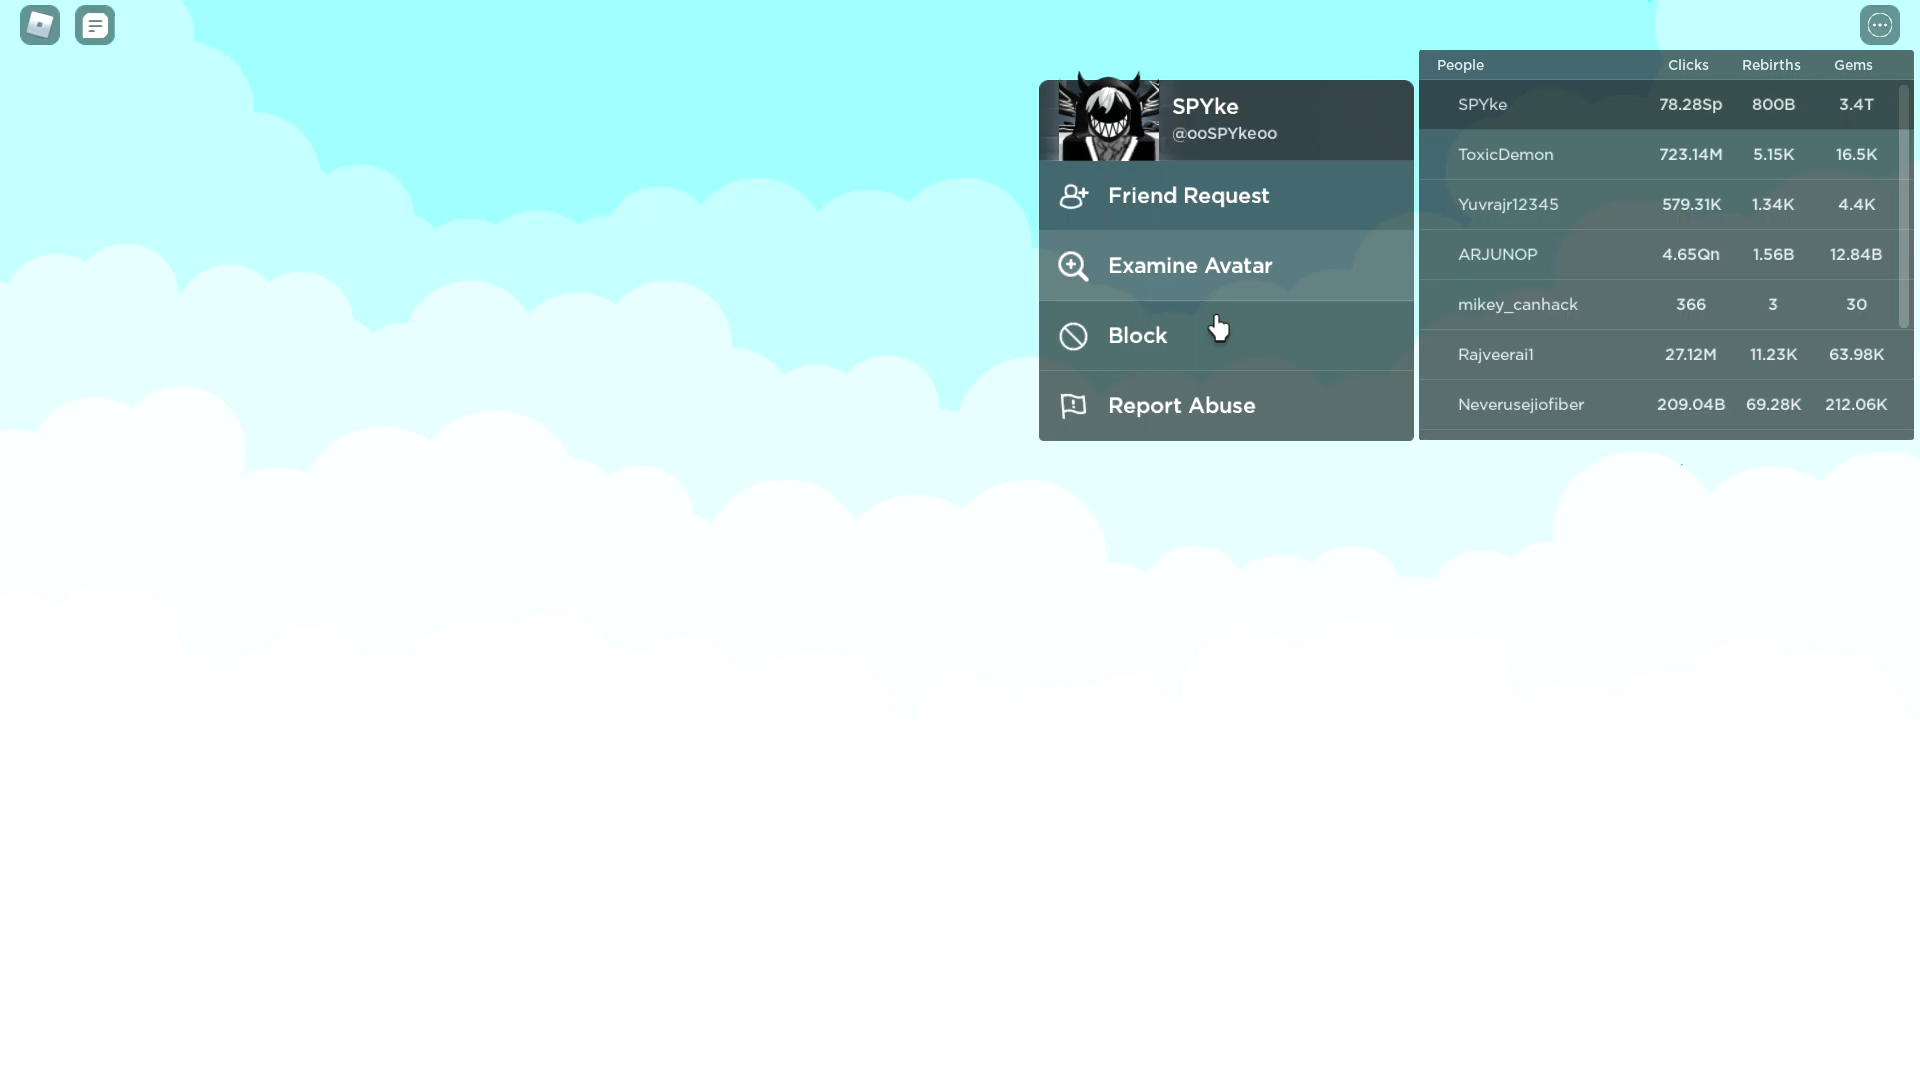 SPYke
@ooSPYkeoo
Friend Request
Examine Avatar
Block
Report Abuse
People Clicks Rebirths Gems
SPYke 78.28Sp 800B 3.4T
ToxicDemon 723.14M 5.15K 16.5K
Yuvrajr12345 579.31K 1.34K 4.4K
ARJUNOP 4.65Qn 1.56B 12.84B
mikey_canhack 366 3 30
Rajveerai1 27.12M 11.23K 63.98K
Neverusejiofiber 209.04B 69.28K 212.06K